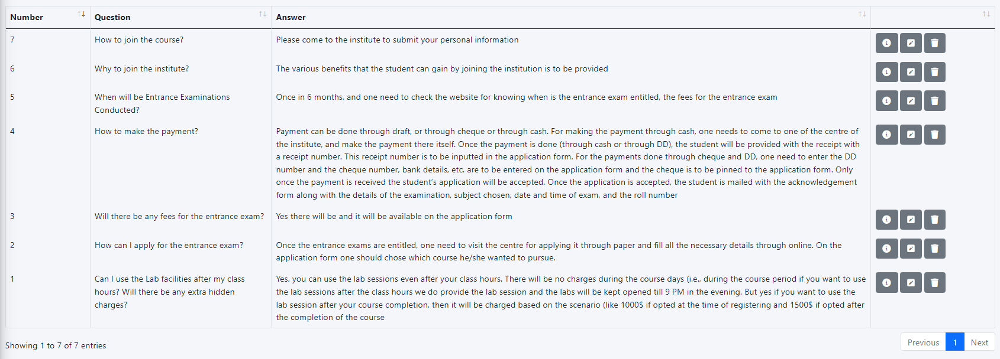 Number Question Answer
7 How to join the course? Please come to the institute to submit your personal information
6 Why to join the institute? The various benefits that the student can gain by joining the institution is to be provided
5 When will be Entrance Examinations Once in 6 months, and one need to check the website for knowing when is the entrance exam entitled, the fees for the entrance exam
Conducted?
4 How to make the payment? Payment can be done through draft, or through cheque or through cash. For making the payment through cash, one needs to come to one of the centre of
the institute, and make the payment there itself. Once the payment is done (through cash or through DD), the student will be provided with the receipt with
a receipt number. This receipt number is to be inputted in the application form. For the payments done through cheque and DD, one need to enter the DD
number and the cheque number, bank details, etc. are to be entered on the application form and the cheque is to be pinned to the application form. Only
once the payment is received the student's application will be accepted. Once the application is accepted, the student is mailed with the acknowledgement
form along with the details of the examination, subject chosen, date and time of exam, and the roll number
3 Will there be any fees for the entrance exam? Yes there will be and it will be available on the application form
2 How can I apply for the entrance exam? Once the entrance exams are entitled, one need to visit the centre for applying it through paper and fill all the necessary details through online. On the
application form one should chose which course he/she wanted to pursue.
1 Can I use the Lab facilities after my class Yes, you can use the lab sessions even after your class hours. There will be no charges during the course days (i.e., during the course period if you want to use
hours? Will there be any extra hidden the lab sessions after the class hours we do provide the lab session and the labs will be kept opened till 9 PM in the evening. But yes if you want to use the
charges? lab session after your course completion, then it will be charged based on the scenario (like 1000$ if opted at the time of registering and 1500$ if opted after
the completion of the course
Showing 1 to 7 of 7 entries Previous 1 Next